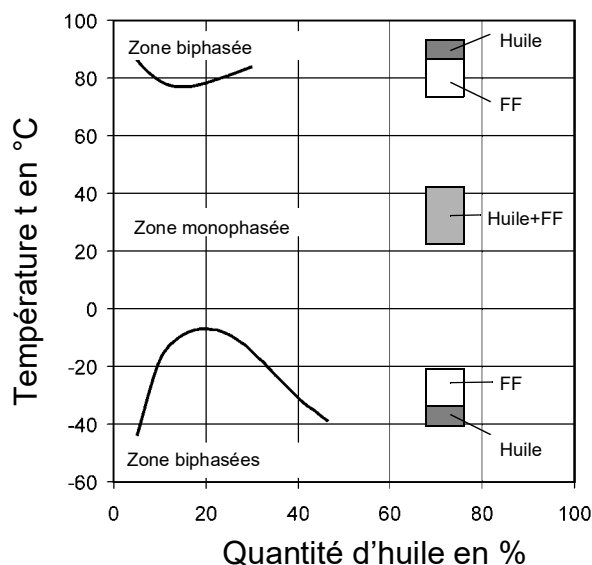 100
80
60
40
20
0
-20
-40
-60
Température t en °C
Zone biphasée
Zone monophasée
Zone biphasées
Huile
FF
Huile+FF
FF
Huile
0
20
40
60
80
100
Quantité d'huile en %